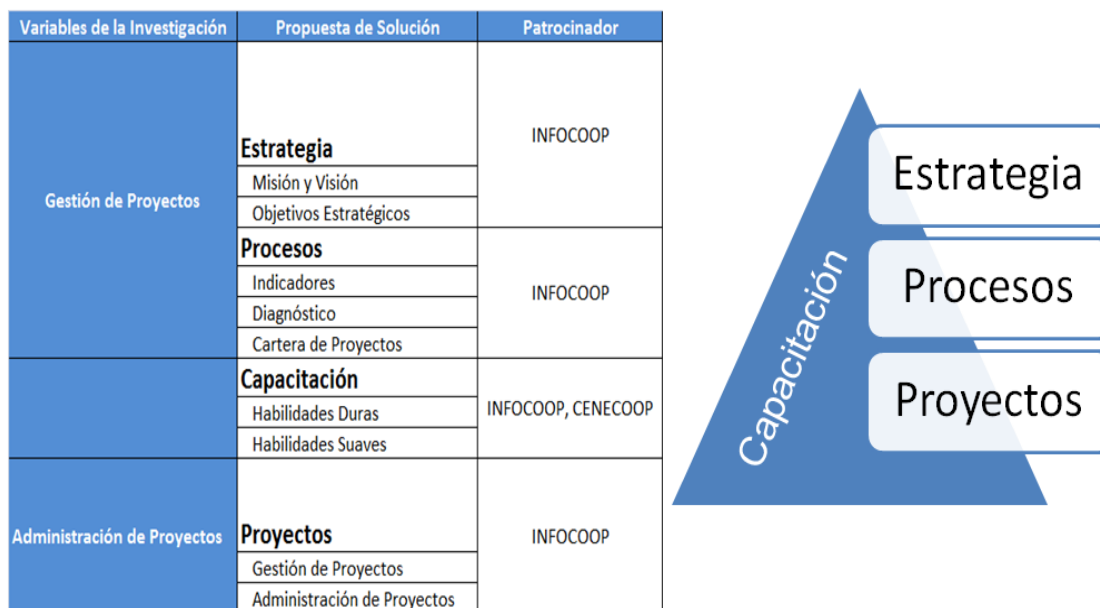 Variables de la Investigación Propuesta de Solución Patrocinador
Gestión de Proyectos
Estrategia
Misión y Visión
Objetivos Estratégicos
INFOCOOP
Procesos
Indicadores
Diagnóstico
Cartera de Proyectos
INFOCOOP
Capacitación
Habilidades Duras
Habilidades Suaves
INFOCOOP, CENECOOP
Administración de Proyectos
Proyectos
Gestión de Proyectos
Administración de Proyectos
INFOCOOP
Capacitación
Estrategia
Procesos
Proyectos